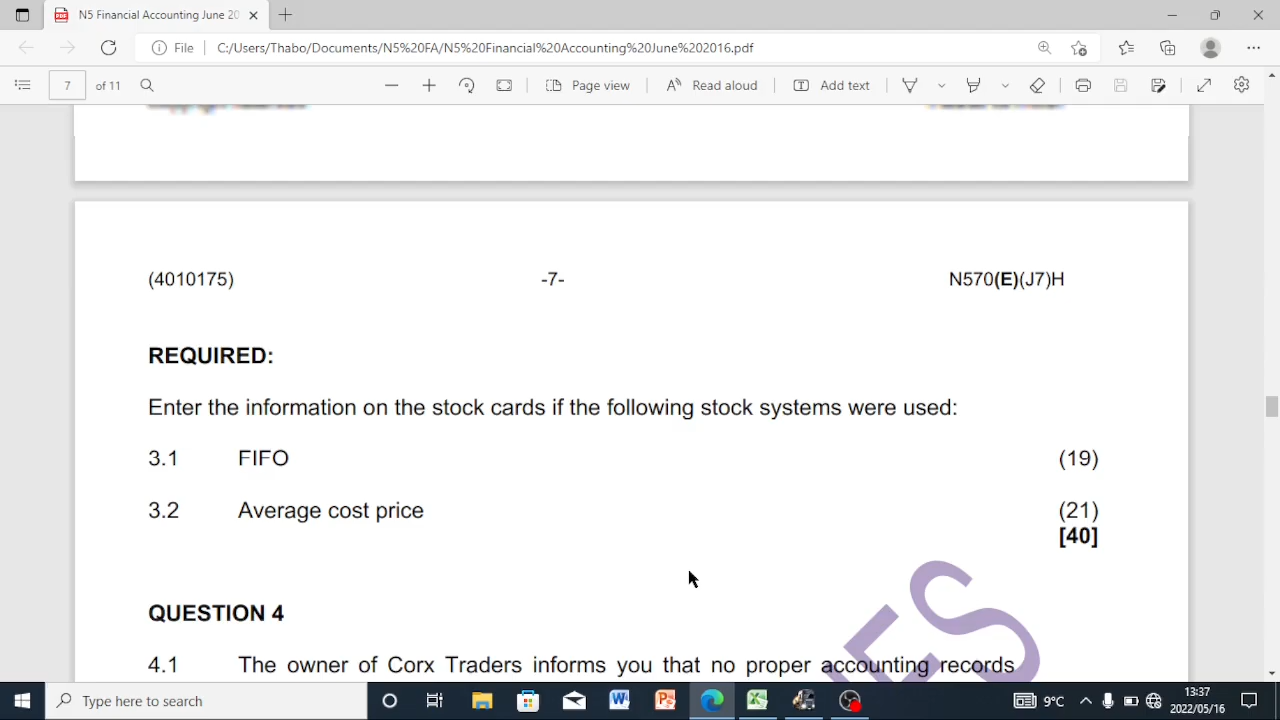 N5 Financial Accounting June 20
File
C:/Users/Thabo/Documents/N5%20FA/N5%20Financial%20Accounting%20June%202016.pdf
7 of 11
Page view
Read aloud
Add text
(4010175) -7- N570(E)(J7)H
REQUIRED:
Enter the information on the stock cards if the following stock systems were used:
3.1 FIFO (19)
3.2 Average cost price (21)
[40]
QUESTION 4
4.1 The owner of Corx Traders informs you that no proper accounting records
ES
Type here to search
9°C
13:37
2022/05/16